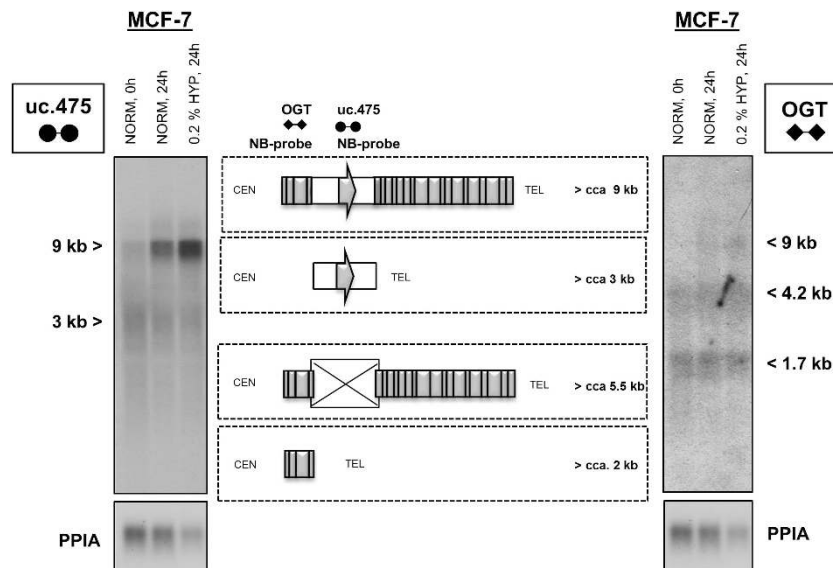 MCF-7
NORM, 0h
NORM, 24h
0.2 % HYP, 24h
uc.475
9 kb >
3 kb >
PPIA
OGT
uc.475
NB-probe
NB-probe
CEN
TEL
> cca 9 kb
CEN
TEL
> cca 3 kb
CEN
TEL
> cca 5.5 kb
CEN
TEL
> cca. 2 kb
MCF-7
NORM, 0h
NORM, 24h
0.2 % HYP, 24h
OGT
< 9 kb
< 4.2 kb
< 1.7 kb
PPIA